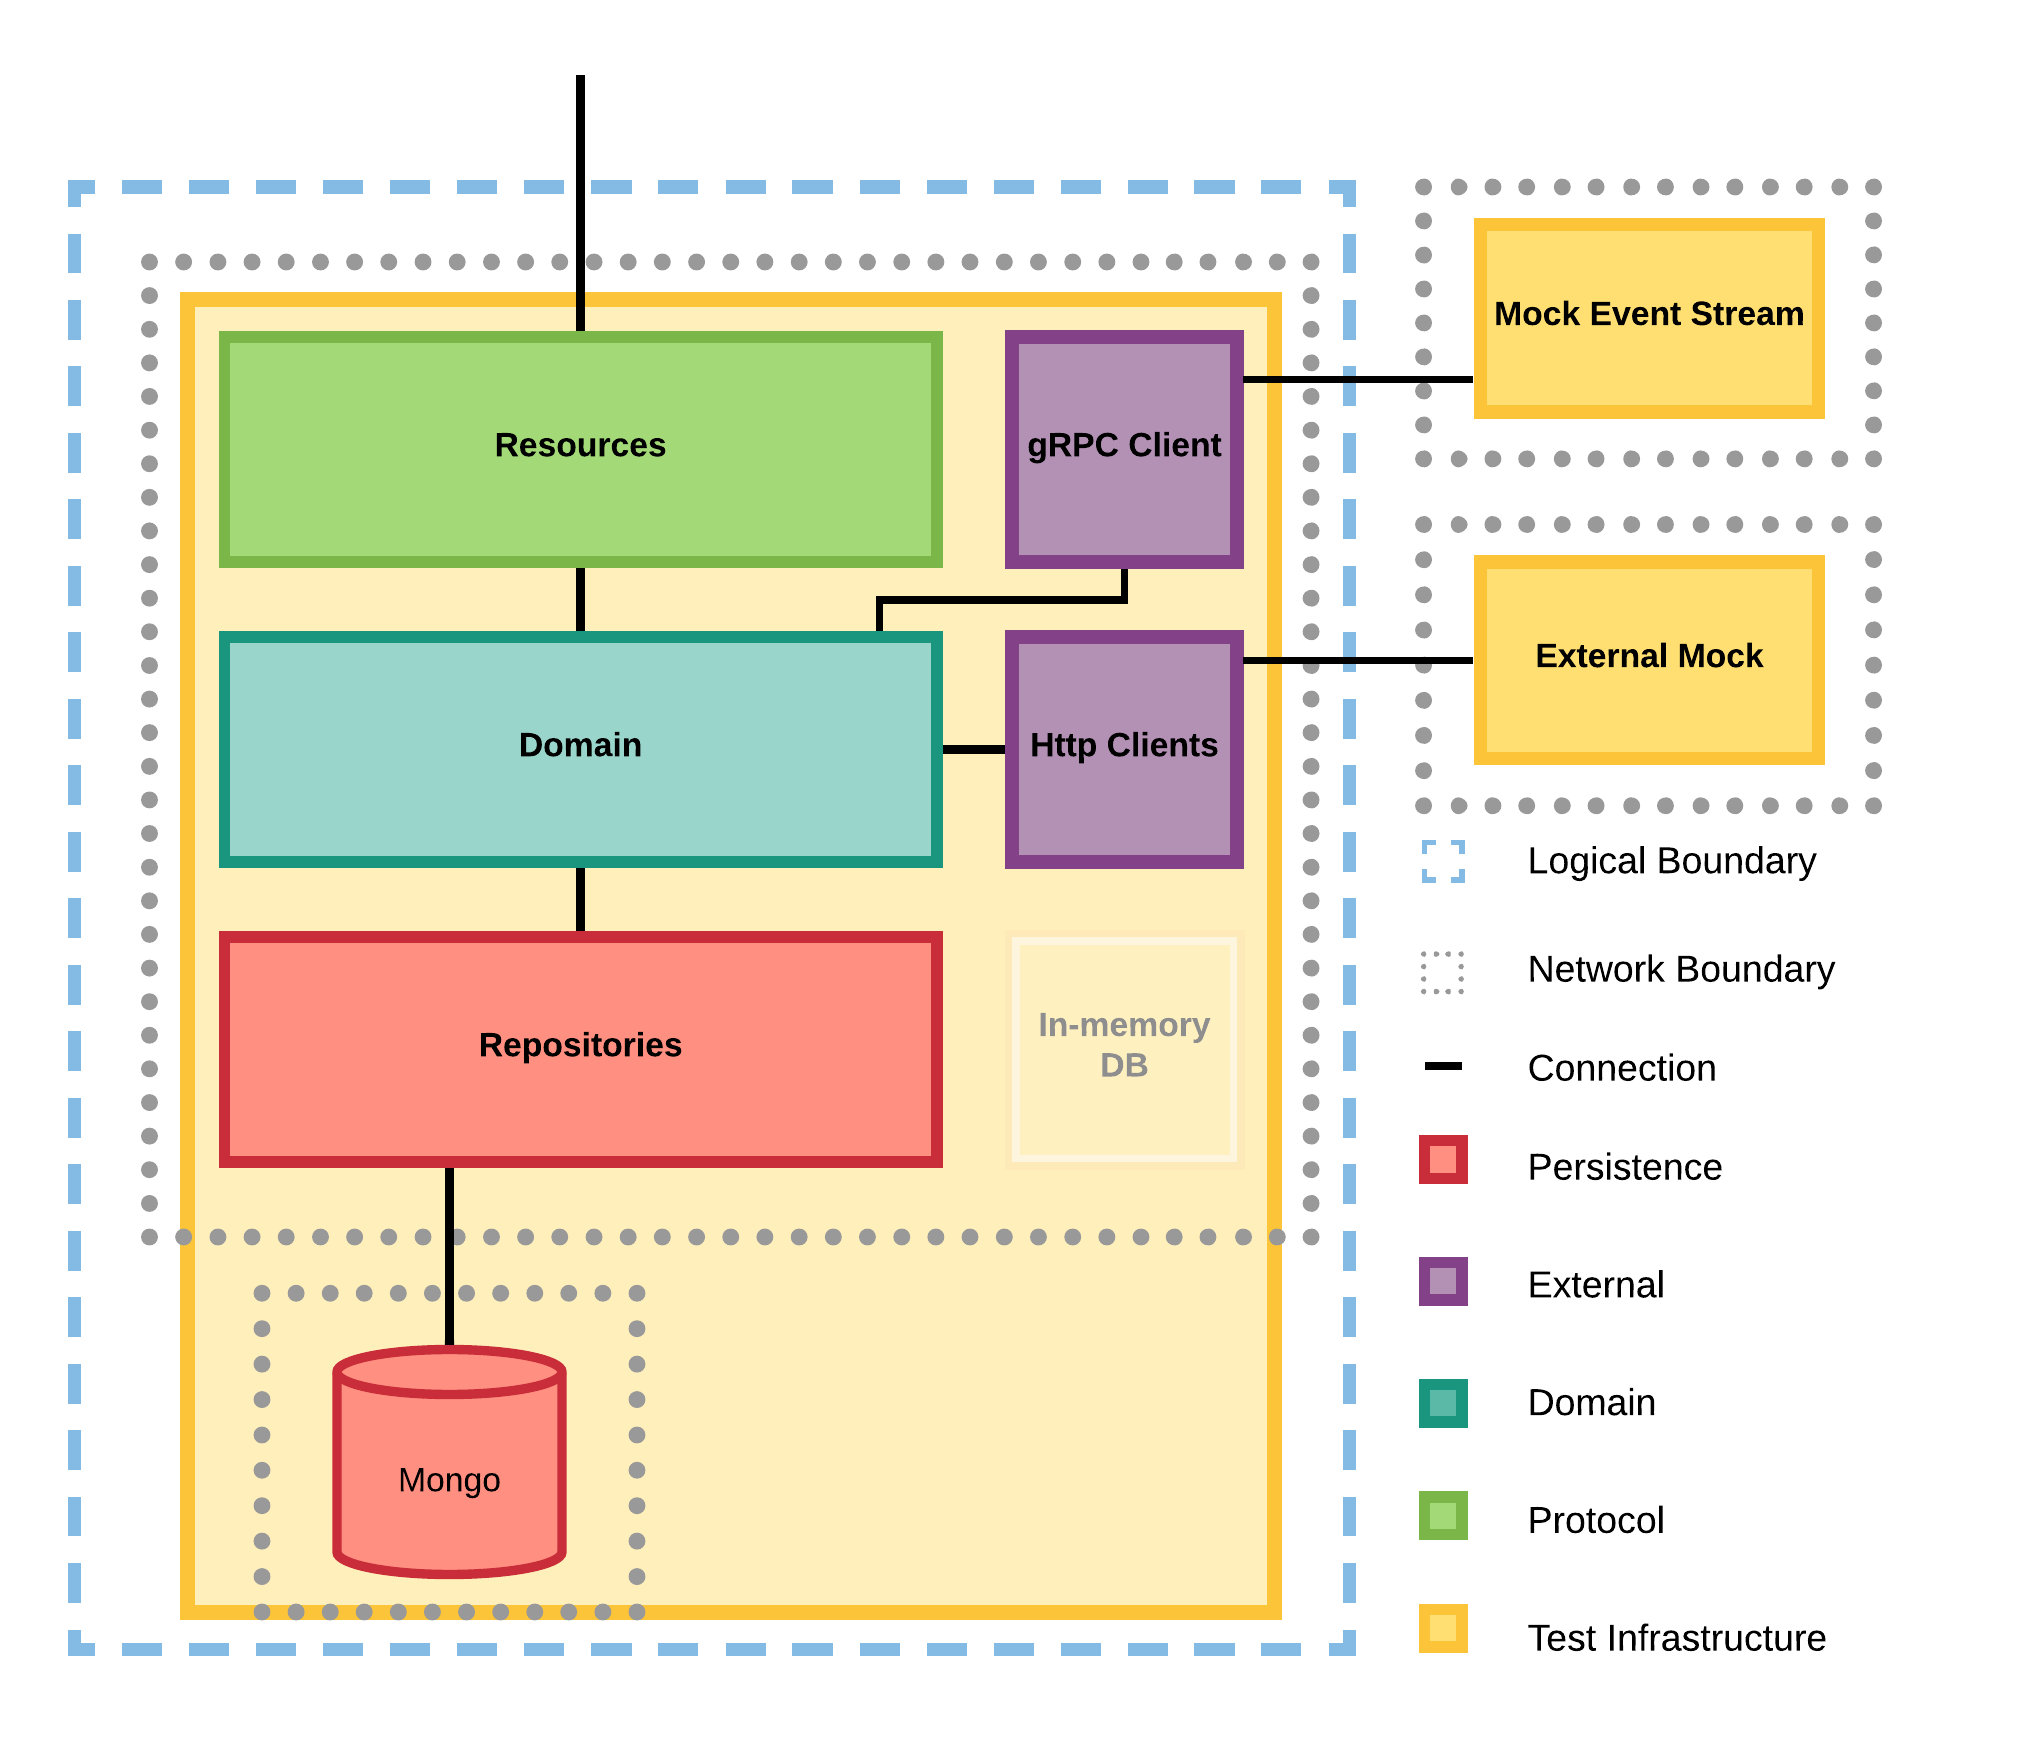 Mock Event Stream
Resources
gRPC Client
External Mock
Domain
Http Clients
Logical Boundary
Network Boundary
In-memory
DB
Repositories
Connection
Persistence
External
Domain
Mongo
Protocol
Test Infrastructure